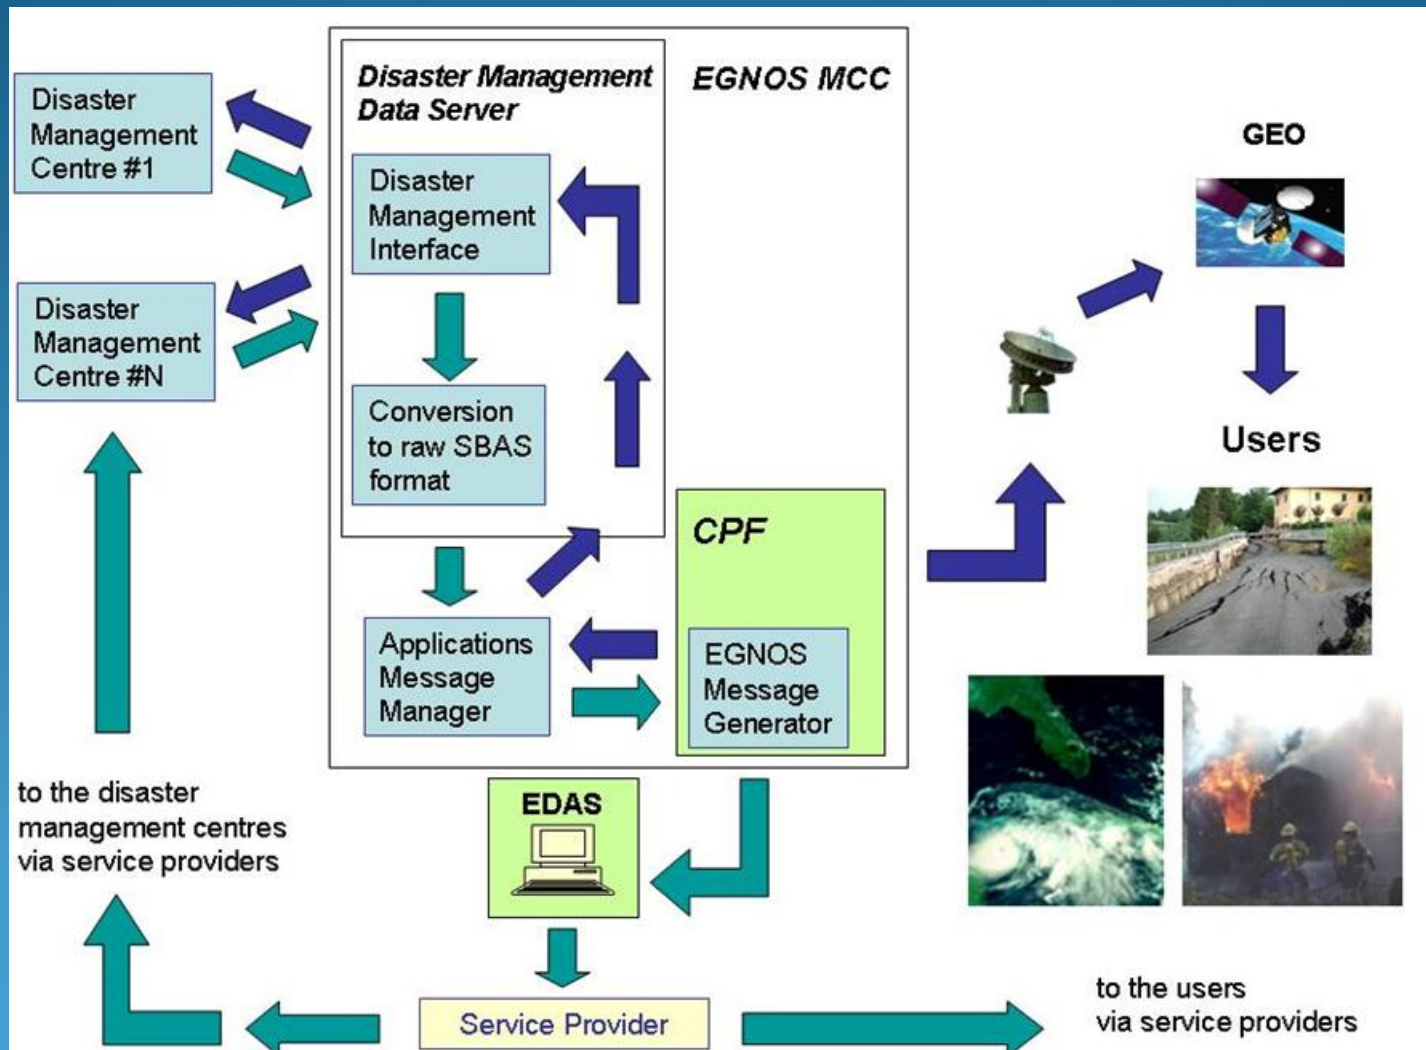 Disaster
Management
Centre #1
Disaster
Management
Centre #N
to the disaster
management centres
via service providers
Disaster Management
Data Server
EGNOS MCC
Disaster
Management
Interface
Conversion
to raw SBAS
format
Applications
Message
Manager
CPF
EGNOS
Message
Generator
EDAS
Service Provider
GEO
Users
to the users
via service providers